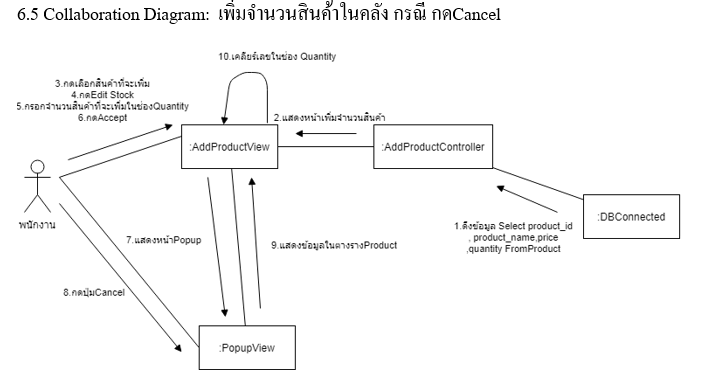 6.5 Collaboration Diagram: เพิ่มจำนวนสินค้าในคลัง กรณี กดCancel
10.เคลียร์เลขในช่อง Quantity
3.กดเลือกสินค้าที่จะเพิ่ม
4.กดEdit Stock
5.กรอกจำนวนสินค้าที่จะเพิ่มในช่องQuantity
6.กดAccept
2.แสดงหน้าเพิ่มจำนวนสินค้า
:AddProductView
:AddProductController
พนักงาน
:DBConnected
1.ดึงข้อมูล Select product_id
, product_name,price
,quantity FromProduct
7.แสดงหน้าPopup
9.แสดงข้อมูลในตารางProduct
8.กดปุ่มCancel
:PopupView